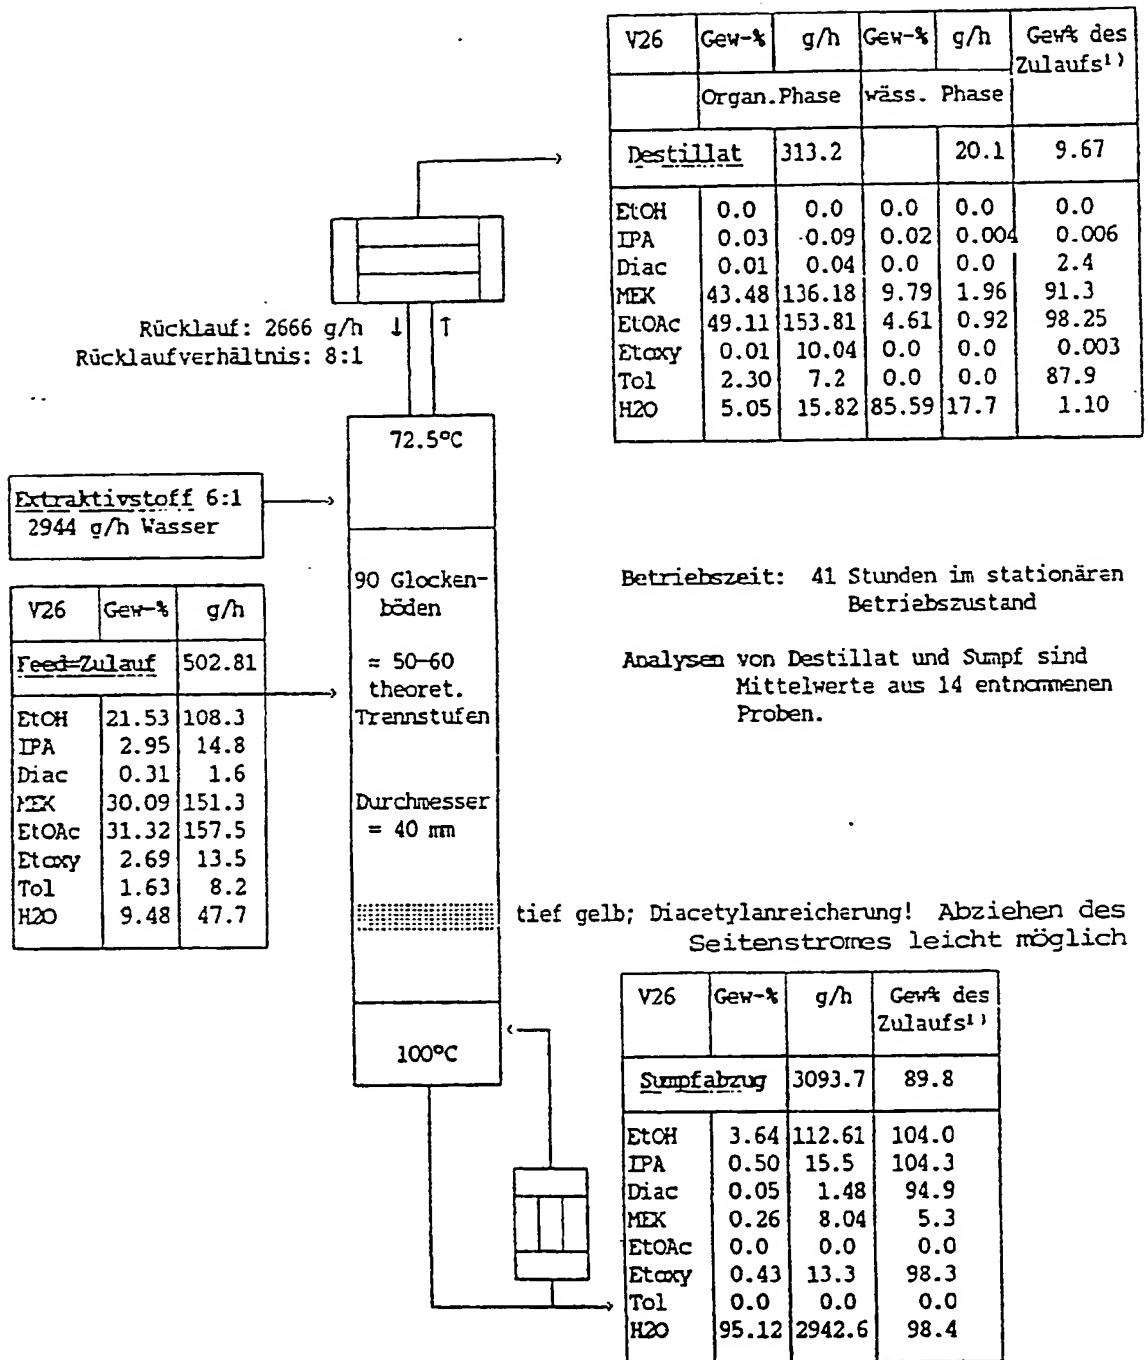 V26 Gew-% g/h Gew-% g/h Gew% des Zulaufs¹)
Organ.Phase wäss. Phase
Destillat 313.2 20.1 9.67
EtOH 0.0 0.0 0.0 0.0 0.0
IPA 0.03 0.09 0.02 0.004 0.006
Diac 0.01 0.04 0.0 0.0 2.4
MEK 43.48 136.18 9.79 1.96 91.3
EtOAc 49.11 153.81 4.61 0.92 98.25
Etoxy 0.01 10.04 0.0 0.0 0.003
Tol 2.30 7.2 0.0 0.0 87.9
H2O 5.05 15.82 85.59 17.7 1.10
Rücklauf: 2666 g/h ↓ ↑
Rücklaufverhältnis: 8:1
72.5°C
Extraktivstoff 6:1
2944 g/h Wasser
V26 Gew-% g/h
Feed=Zulauf 502.81
EtOH 21.53 108.3
IPA 2.95 14.8
Diac 0.31 1.6
MEK 30.09 151.3
EtOAc 31.32 157.5
Etoxy 2.69 13.5
Tol 1.63 8.2
H2O 9.48 47.7
90 Glocken-
böden
≈ 50-60
theoret.
Trennstufen
Durchmesser
= 40 mm
Betriebszeit: 41 Stunden im stationären
Betriebszustand
Analysen von Destillat und Sumpf sind
Mittelwerte aus 14 entnommenen
Proben.
tief gelb; Diacetylanreicherung! Abziehen des
Seitenstromes leicht möglich
100°C
V26 Gew-% g/h Gew% des Zulaufs¹)
Sumpfabzug 3093.7 89.8
EtOH 3.64 112.61 104.0
IPA 0.50 15.5 104.3
Diac 0.05 1.48 94.9
MEK 0.26 8.04 5.3
EtOAc 0.0 0.0 0.0
Etoxy 0.43 13.3 98.3
Tol 0.0 0.0 0.0
H2O 95.12 2942.6 98.4